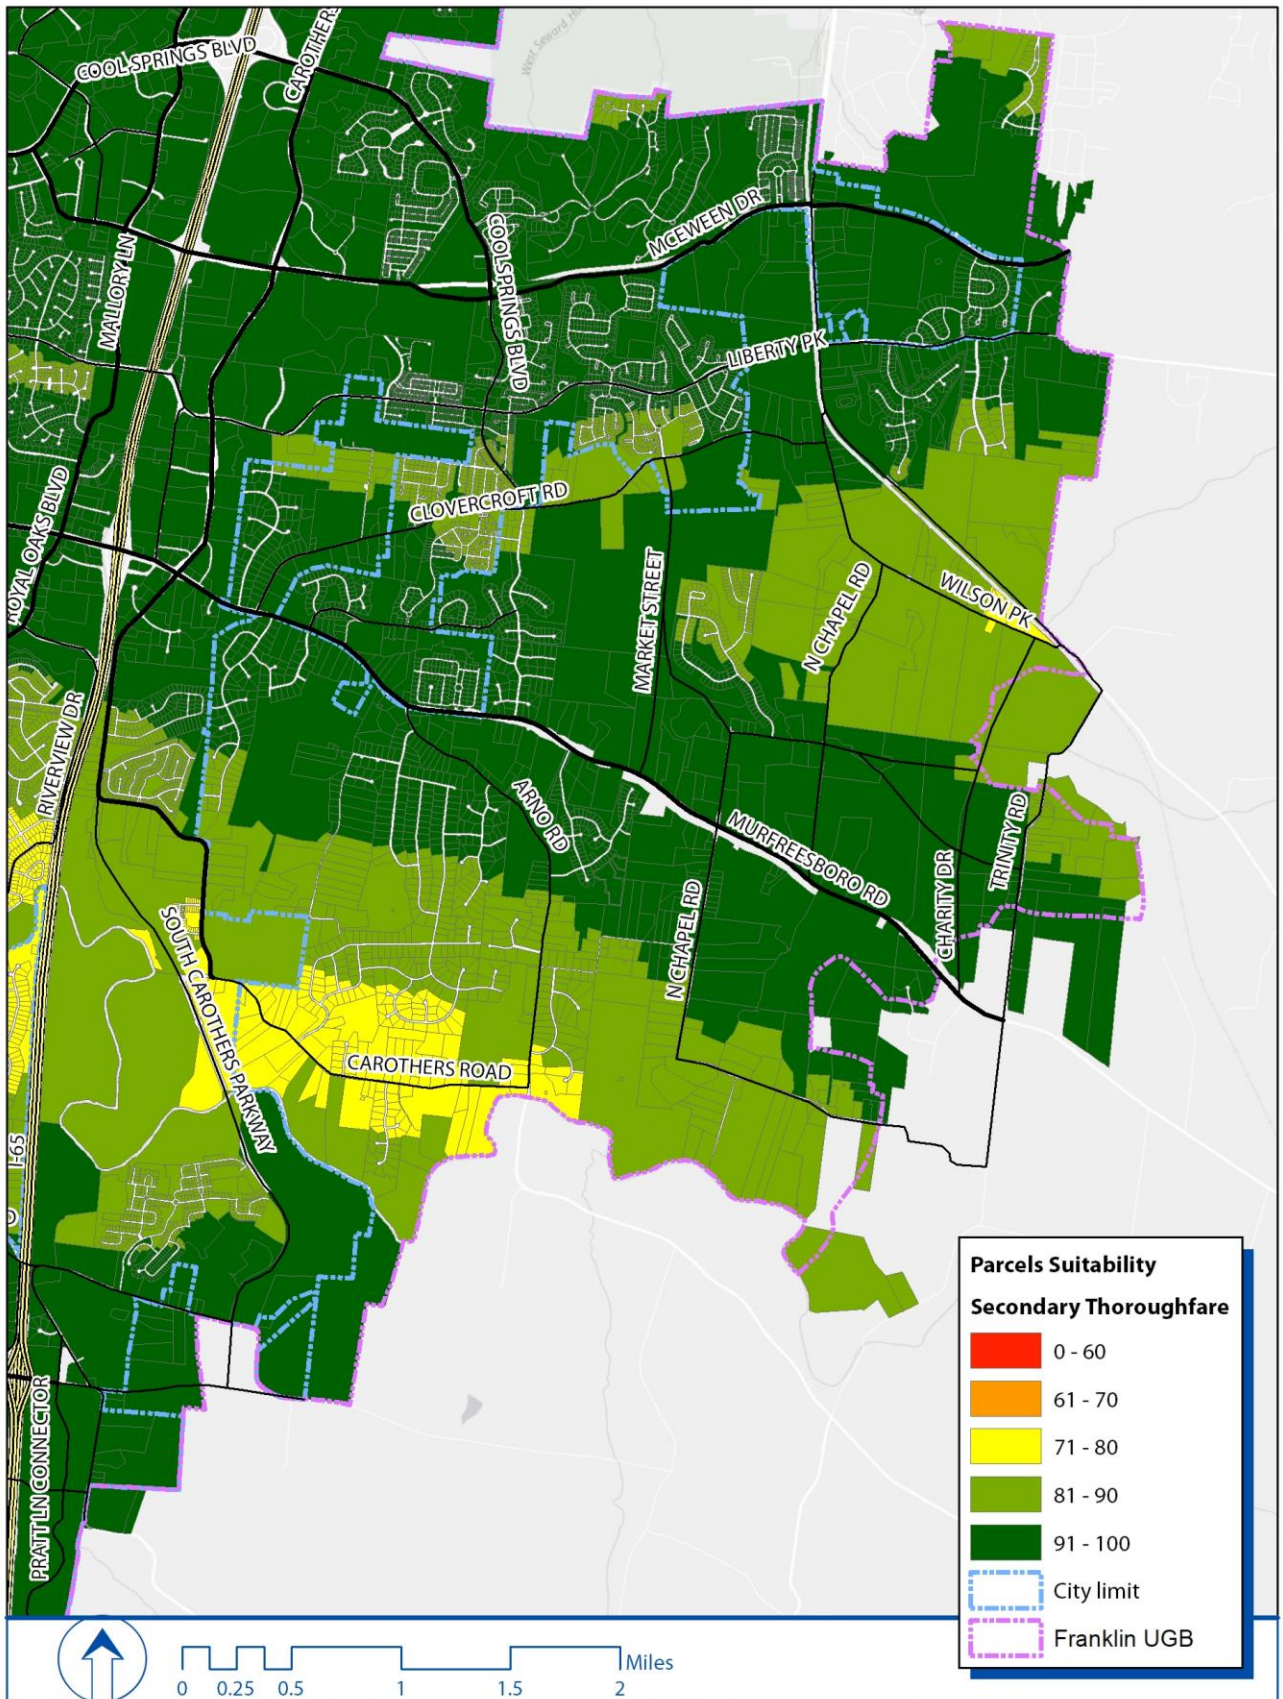 West Seward H
COOL SPRINGS BLVD
CAROTHERS
MCEWEEN DR
COOLSPRINGS BLVD
MALLORY LN
LIBERTY PK
ROYAL OAKS BLVD
CLOVERCROFT RD
MARKET STREET
N CHAPEL RD
WILSON PK
RIVERVIEW DR
ARNO RD
MURFREESBORO RD
CHARITY DR
TRINITY RD
N CHAPEL RD
SOUTH CAROTHERS PARKWAY
CAROTHERS ROAD
I-65
PRATT LN CONNECTOR
Parcels Suitability
Secondary Thoroughfare
0 - 60
61 - 70
71 - 80
81 - 90
91 - 100
City limit
Franklin UGB
Miles
0 0.25 0.5 1 1.5 2